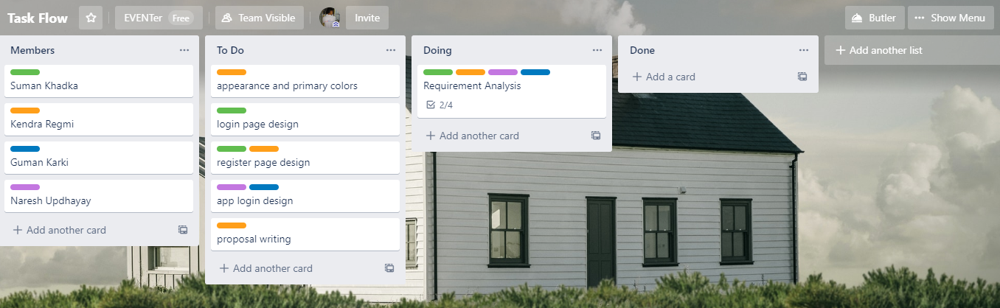 Task Flow
EVENTer Free
Team Visible
Invite
Butler
Show Menu
Members
Suman Khadka
Kendra Regmi
Guman Karki
Naresh Updhayay
Add another card
To Do
appearance and primary colors
login page design
register page design
app login design
proposal writing
Add another card
Doing
Requirement Analysis
2/4
Add another card
Done
Add a card
Add another list